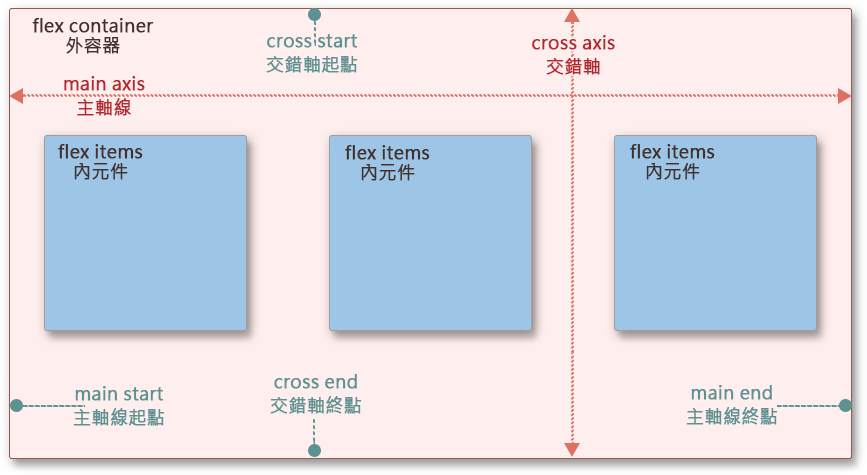 flex container
外容器
cross start
交錯軸起點
cross axis
交錯軸
main axis
主軸線
flex items
內元件
flex items
內元件
flex items
內元件
main start
主軸線起點
cross end
交錯軸終點
main end
主軸線終點